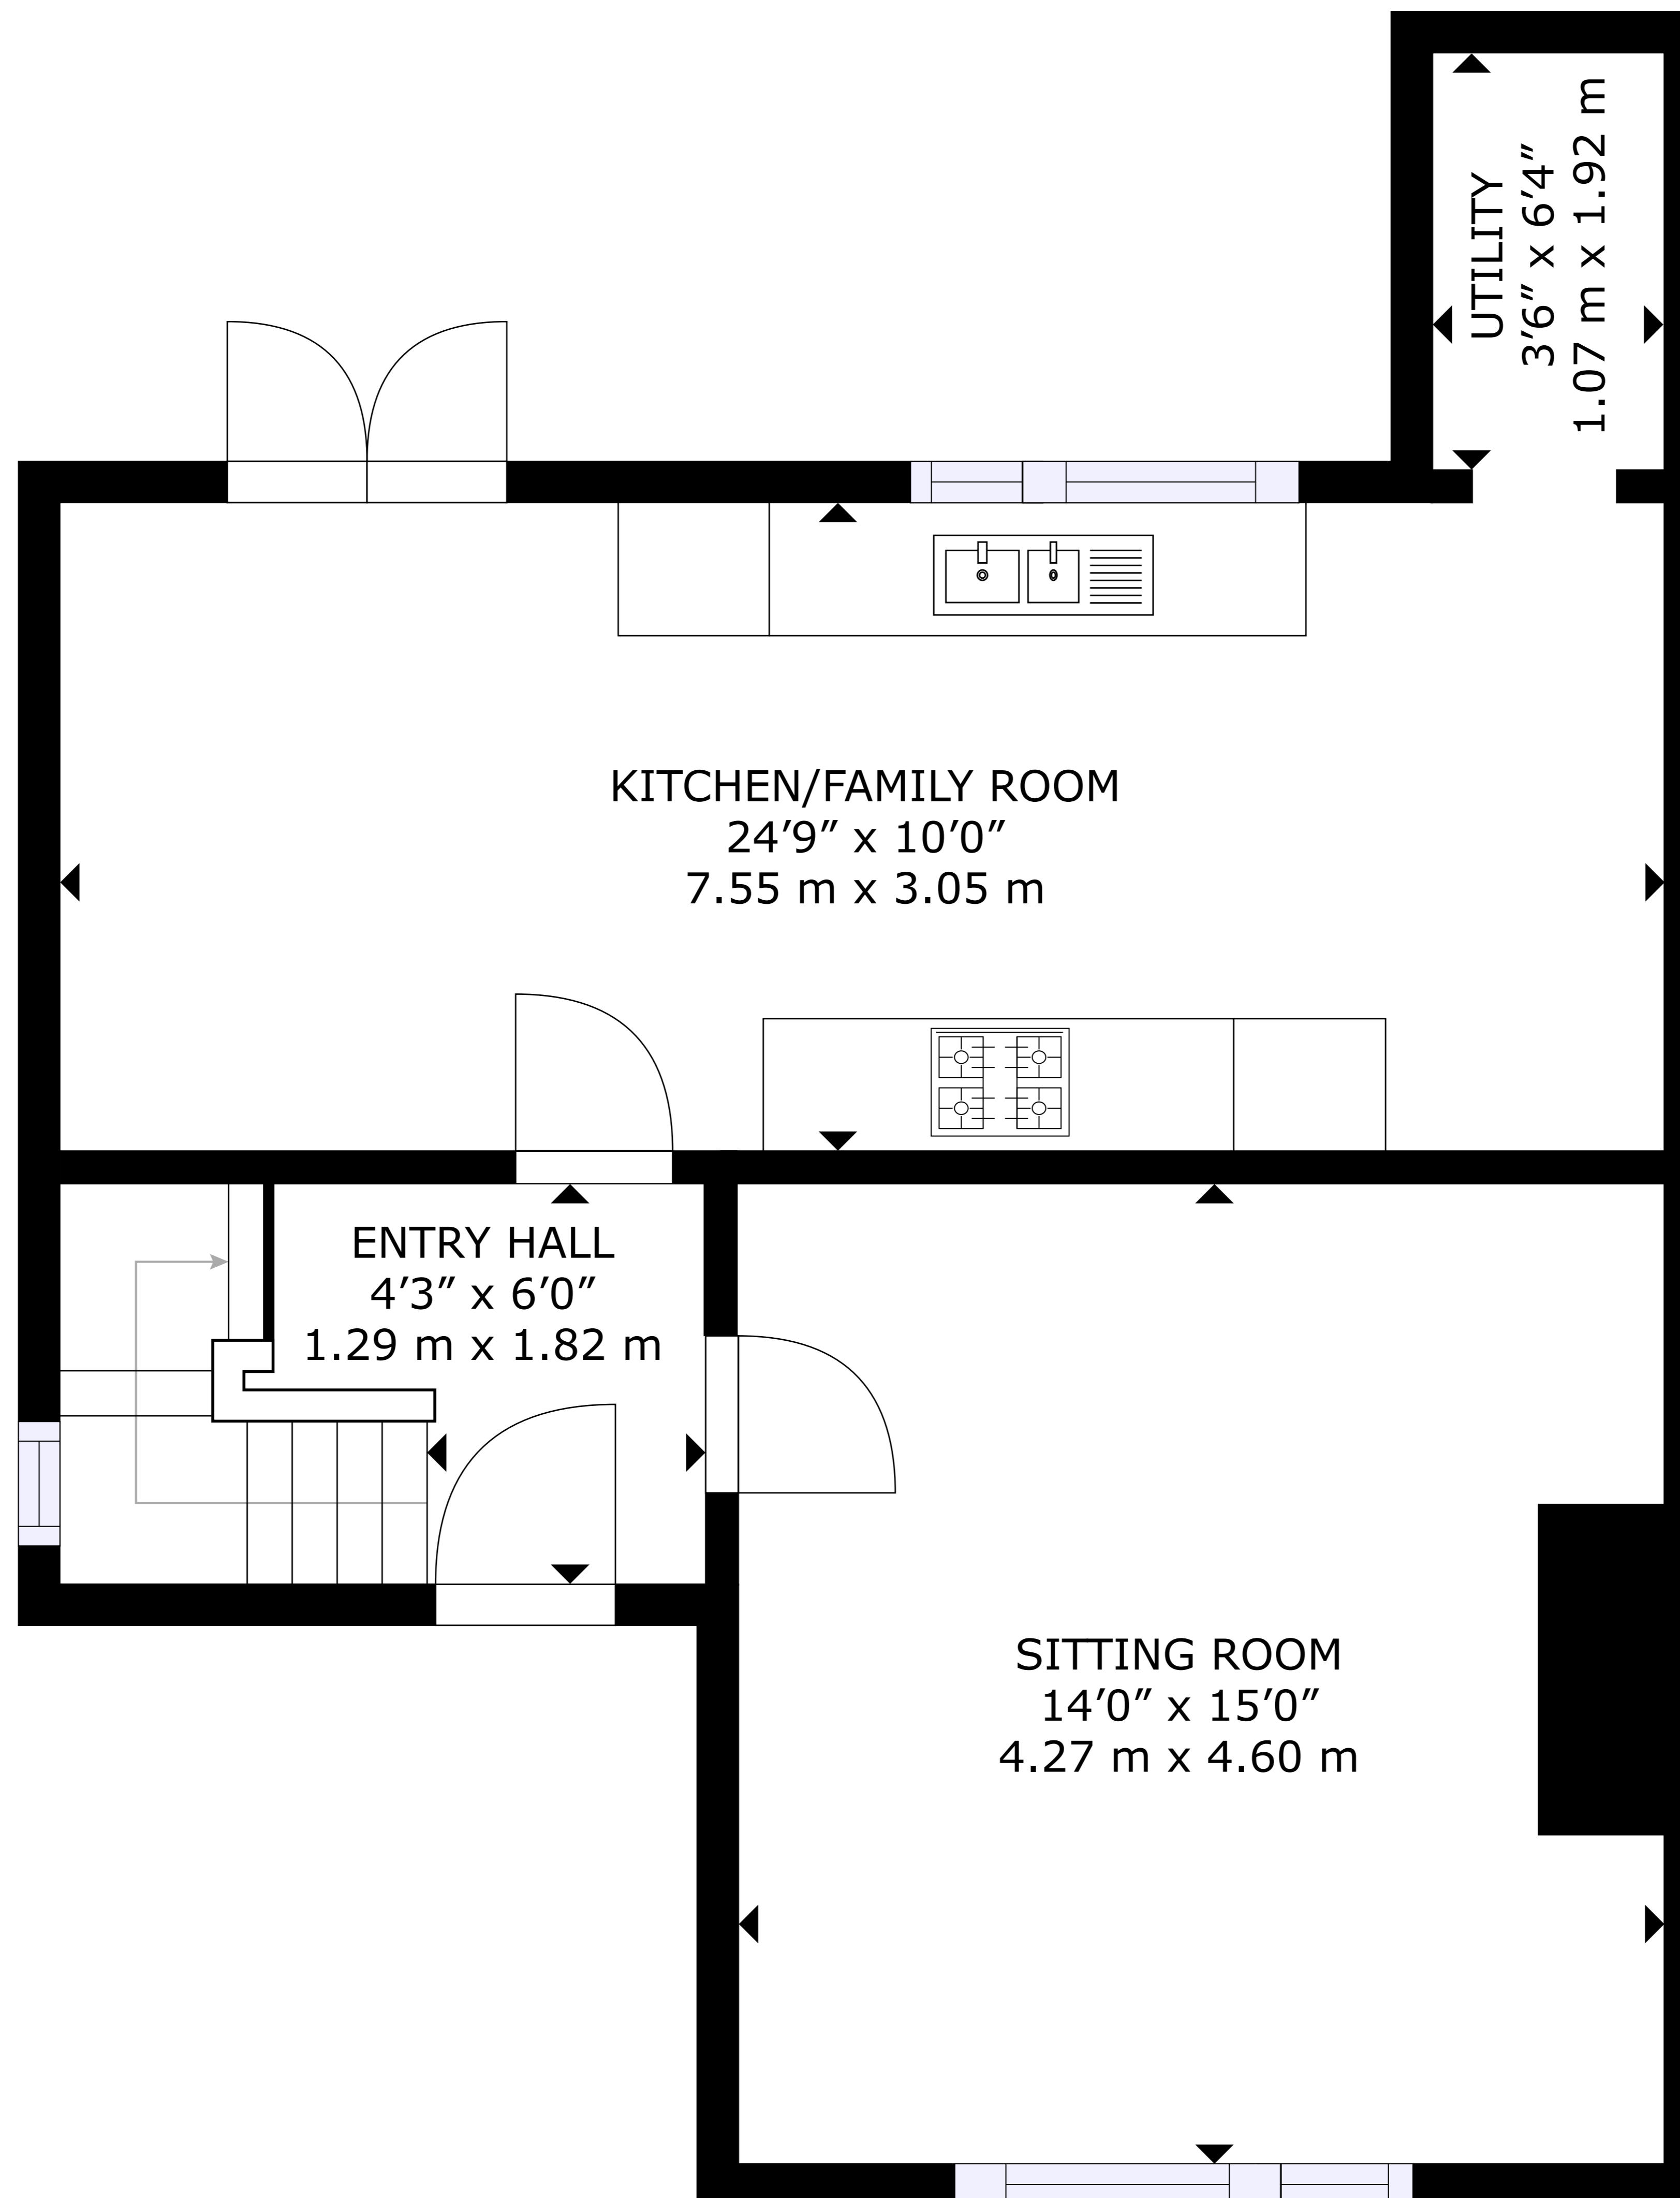 UTILITY
3′6″ x 6′4″
1.07 m x 1.92 m
KITCHEN/FAMILY ROOM
24′9″ x 10′0″
7.55 m x 3.05 m
ENTRY HALL
4′3″ x 6′0″
1.29 m x 1.82 m
SITTING ROOM
14′0″ x 15′0″
4.27 m x 4.60 m